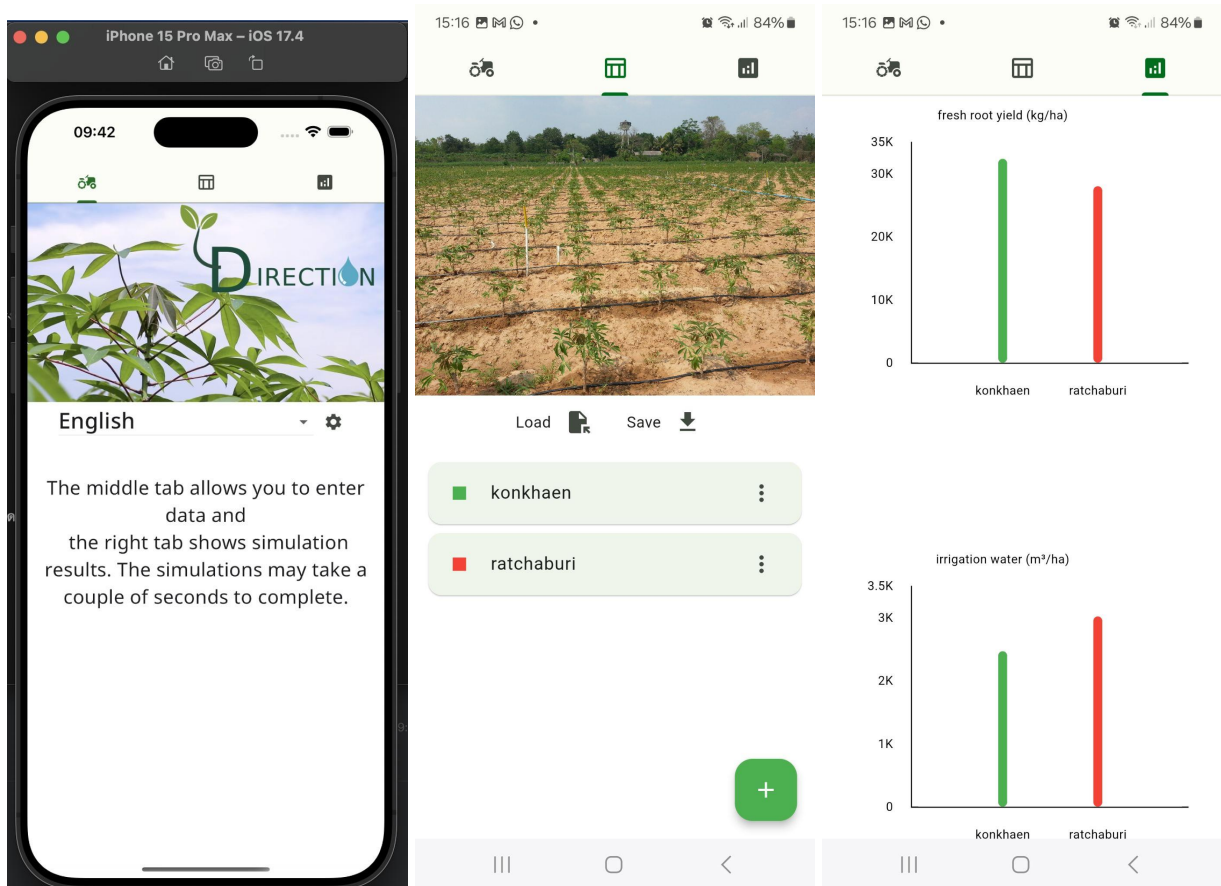 iPhone 15 Pro Max – iOS 17.4
09:42
DIRECTION
English
The middle tab allows you to enter
data and
the right tab shows simulation
results. The simulations may take a
couple of seconds to complete.
15:16
84%
Load
Save
konkhaen
ratchaburi
+
15:16
84%
fresh root yield (kg/ha)
35K
30K
20K
10K
0
konkhaen
ratchaburi
irrigation water (m³/ha)
3.5K
3K
2K
1K
0
konkhaen
ratchaburi